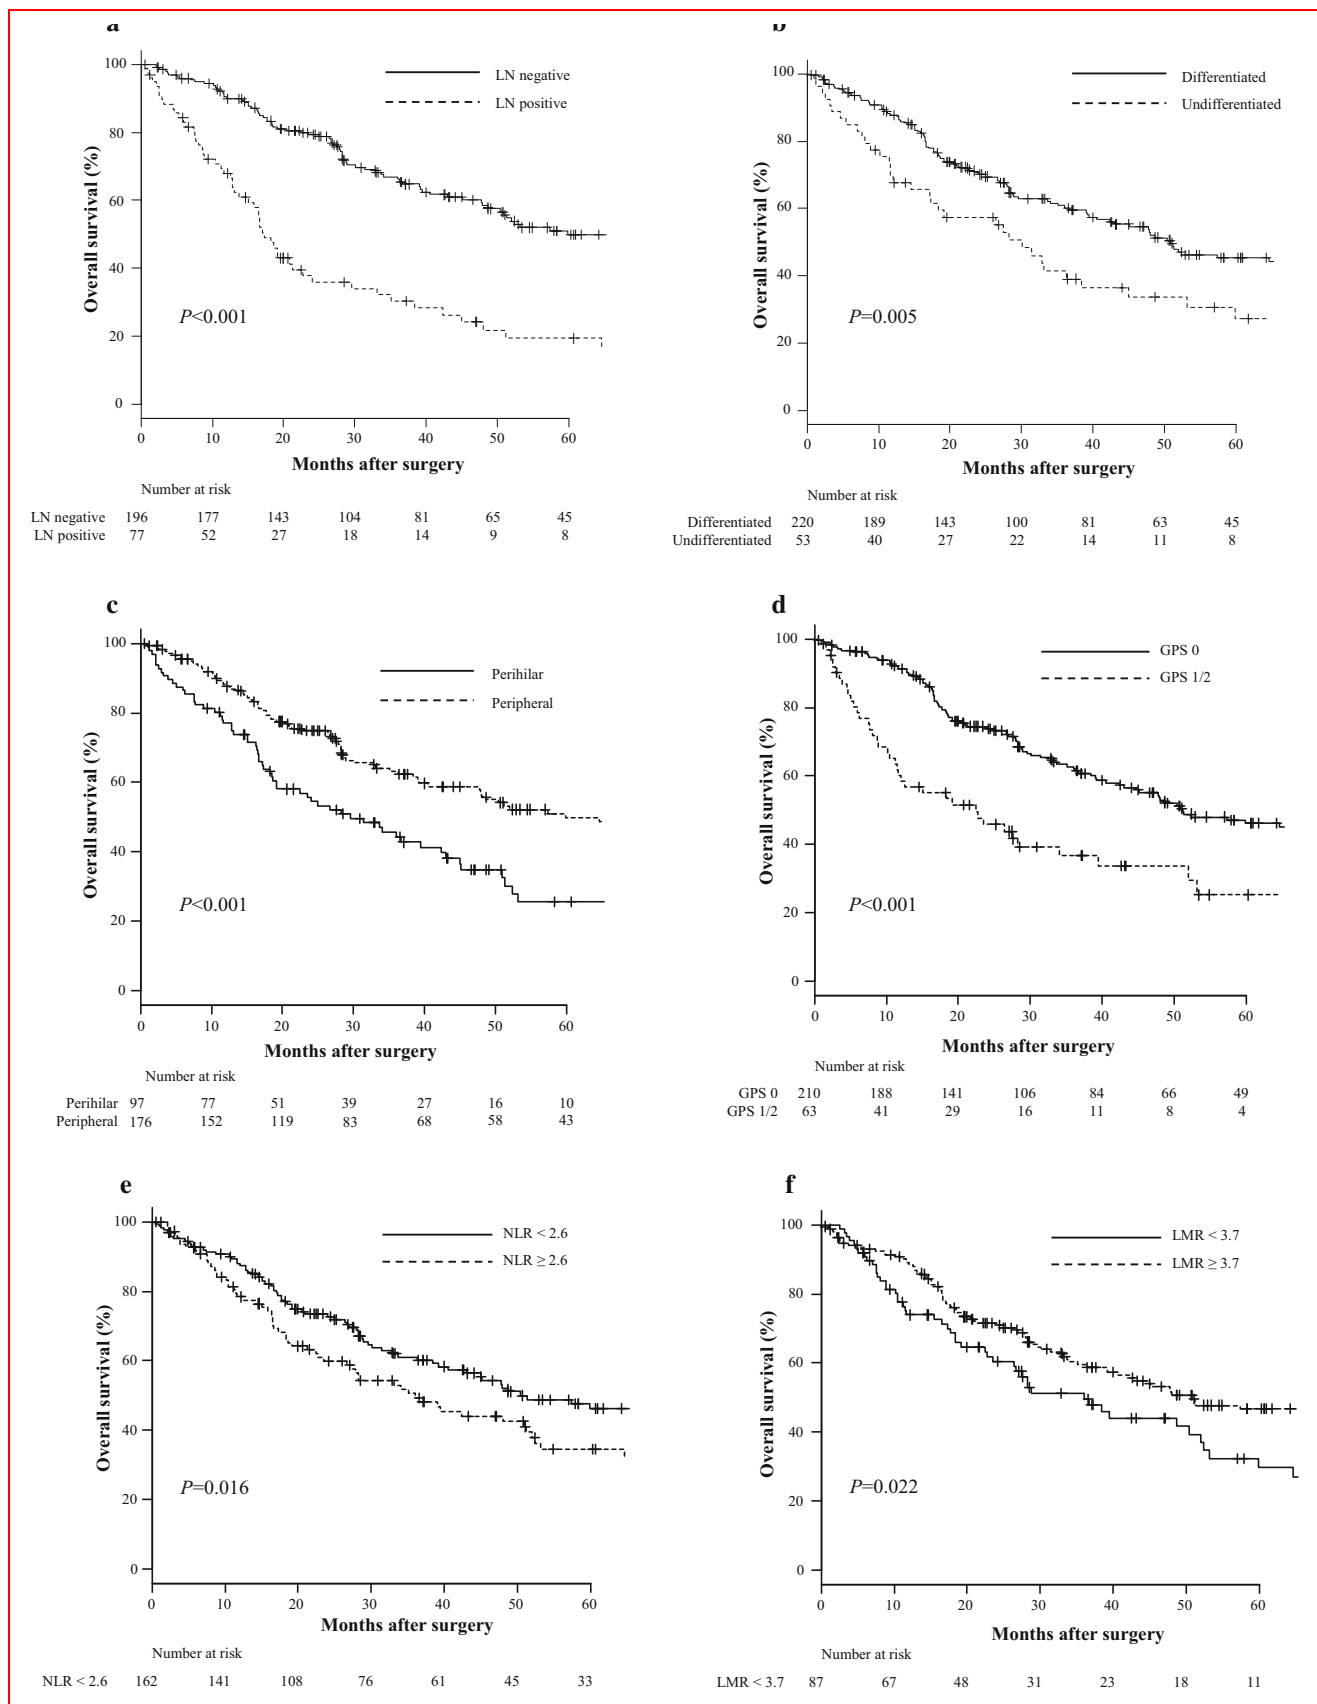 a
100
80
60
40
20
0
Overall survival (%)
LN negative
LN positive
P<0.001
0 10 20 30 40 50 60
Months after surgery
Number at risk
LN negative 196 177 143 104 81 65 45
LN positive 77 52 27 18 14 9 8
b
100
80
60
40
20
0
Overall survival (%)
Differentiated
Undifferentiated
P=0.005
0 10 20 30 40 50 60
Months after surgery
Number at risk
Differentiated 220 189 143 100 81 63 45
Undifferentiated 53 40 27 22 14 11 8
c
100
80
60
40
20
0
Overall survival (%)
Perihilar
Peripheral
P<0.001
0 10 20 30 40 50 60
Months after surgery
Number at risk
Perihilar 97 77 51 39 27 16 10
Peripheral 176 152 119 83 68 58 43
d
100
80
60
40
20
0
Overall survival (%)
GPS 0
GPS 1/2
P<0.001
0 10 20 30 40 50 60
Months after surgery
Number at risk
GPS 0 210 188 141 106 84 66 49
GPS 1/2 63 41 29 16 11 8 4
e
100
80
60
40
20
0
Overall survival (%)
NLR < 2.6
NLR ≥ 2.6
P=0.016
0 10 20 30 40 50 60
Months after surgery
Number at risk
NLR < 2.6 162 141 108 76 61 45 33
f
100
80
60
40
20
0
Overall survival (%)
LMR < 3.7
LMR ≥ 3.7
P=0.022
0 10 20 30 40 50 60
Months after surgery
Number at risk
LMR < 3.7 87 67 48 31 23 18 11